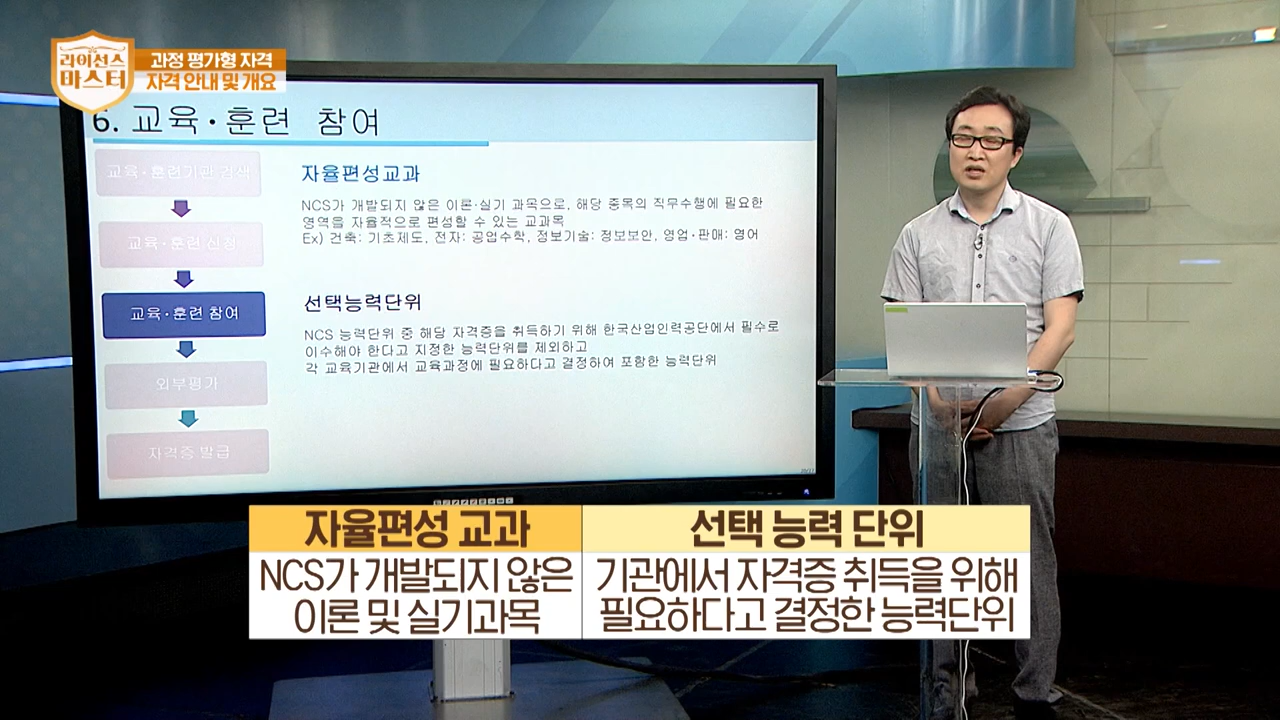 라이선스
마스터
과정 평가형 자격
자격 안내 및 개요
6. 교육·훈련 참여
교육·훈련기관 검색
교육·훈련 신청
교육·훈련 참여
외부평가
자격증 발급
자율편성교과
NCS가 개발되지 않은 이론·실기 과목으로, 해당 종목의 직무수행에 필요한
영역을 자율적으로 편성할 수 있는 교과목
Ex) 건축: 기초제도, 전자: 공업수학, 정보기술: 정보보안, 영업·판매: 영어
선택능력단위
NCS 능력단위 중 해당 자격증을 취득하기 위해 한국산업인력공단에서 필수로
이수해야 한다고 지정한 능력단위를 제외하고
각 교육기관에서 교육과정에 필요하다고 결정하여 포함한 능력단위
자율편성 교과
NCS가 개발되지 않은
이론 및 실기과목
선택 능력 단위
기관에서 자격증 취득을 위해
필요하다고 결정한 능력단위